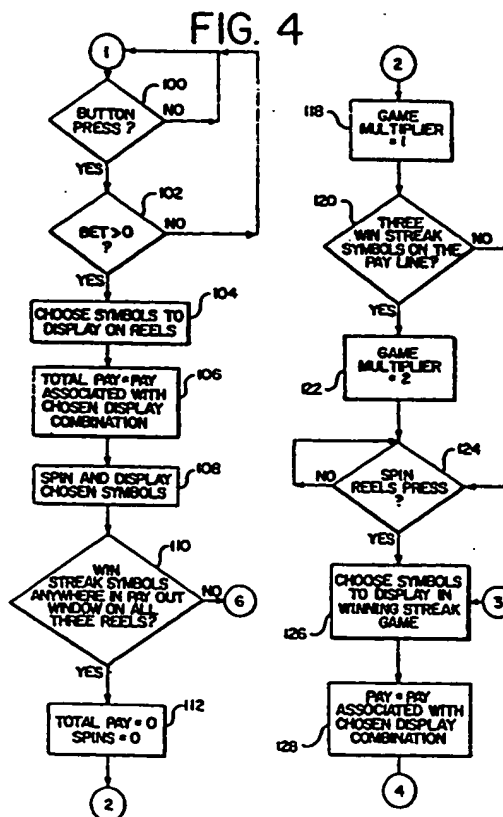 FIG. 4
1
100
BUTTON
PRESS ?
NO
YES
102
BET>0
?
NO
YES
104
CHOOSE SYMBOLS TO
DISPLAY ON REELS
106
TOTAL PAY=PAY
ASSOCIATED WITH
CHOSEN DISPLAY
COMBINATION
108
SPIN AND DISPLAY
CHOSEN SYMBOLS
110
WIN
STREAK SYMBOLS
ANYWHERE IN PAY OUT
WINDOW ON ALL
THREE REELS?
NO
6
YES
112
TOTAL PAY = 0
SPINS = 0
2
2
118
GAME
MULTIPLIER
= 1
120
THREE
WIN STREAK
SYMBOLS ON THE
PAY LINE?
NO
YES
122
GAME
MULTIPLIER
= 2
124
SPIN
REELS PRESS
?
NO
YES
126
CHOOSE SYMBOLS
TO DISPLAY IN
WINNING STREAK
GAME
3
128
PAY = PAY
ASSOCIATED WITH
CHOSEN DISPLAY
COMBINATION
4